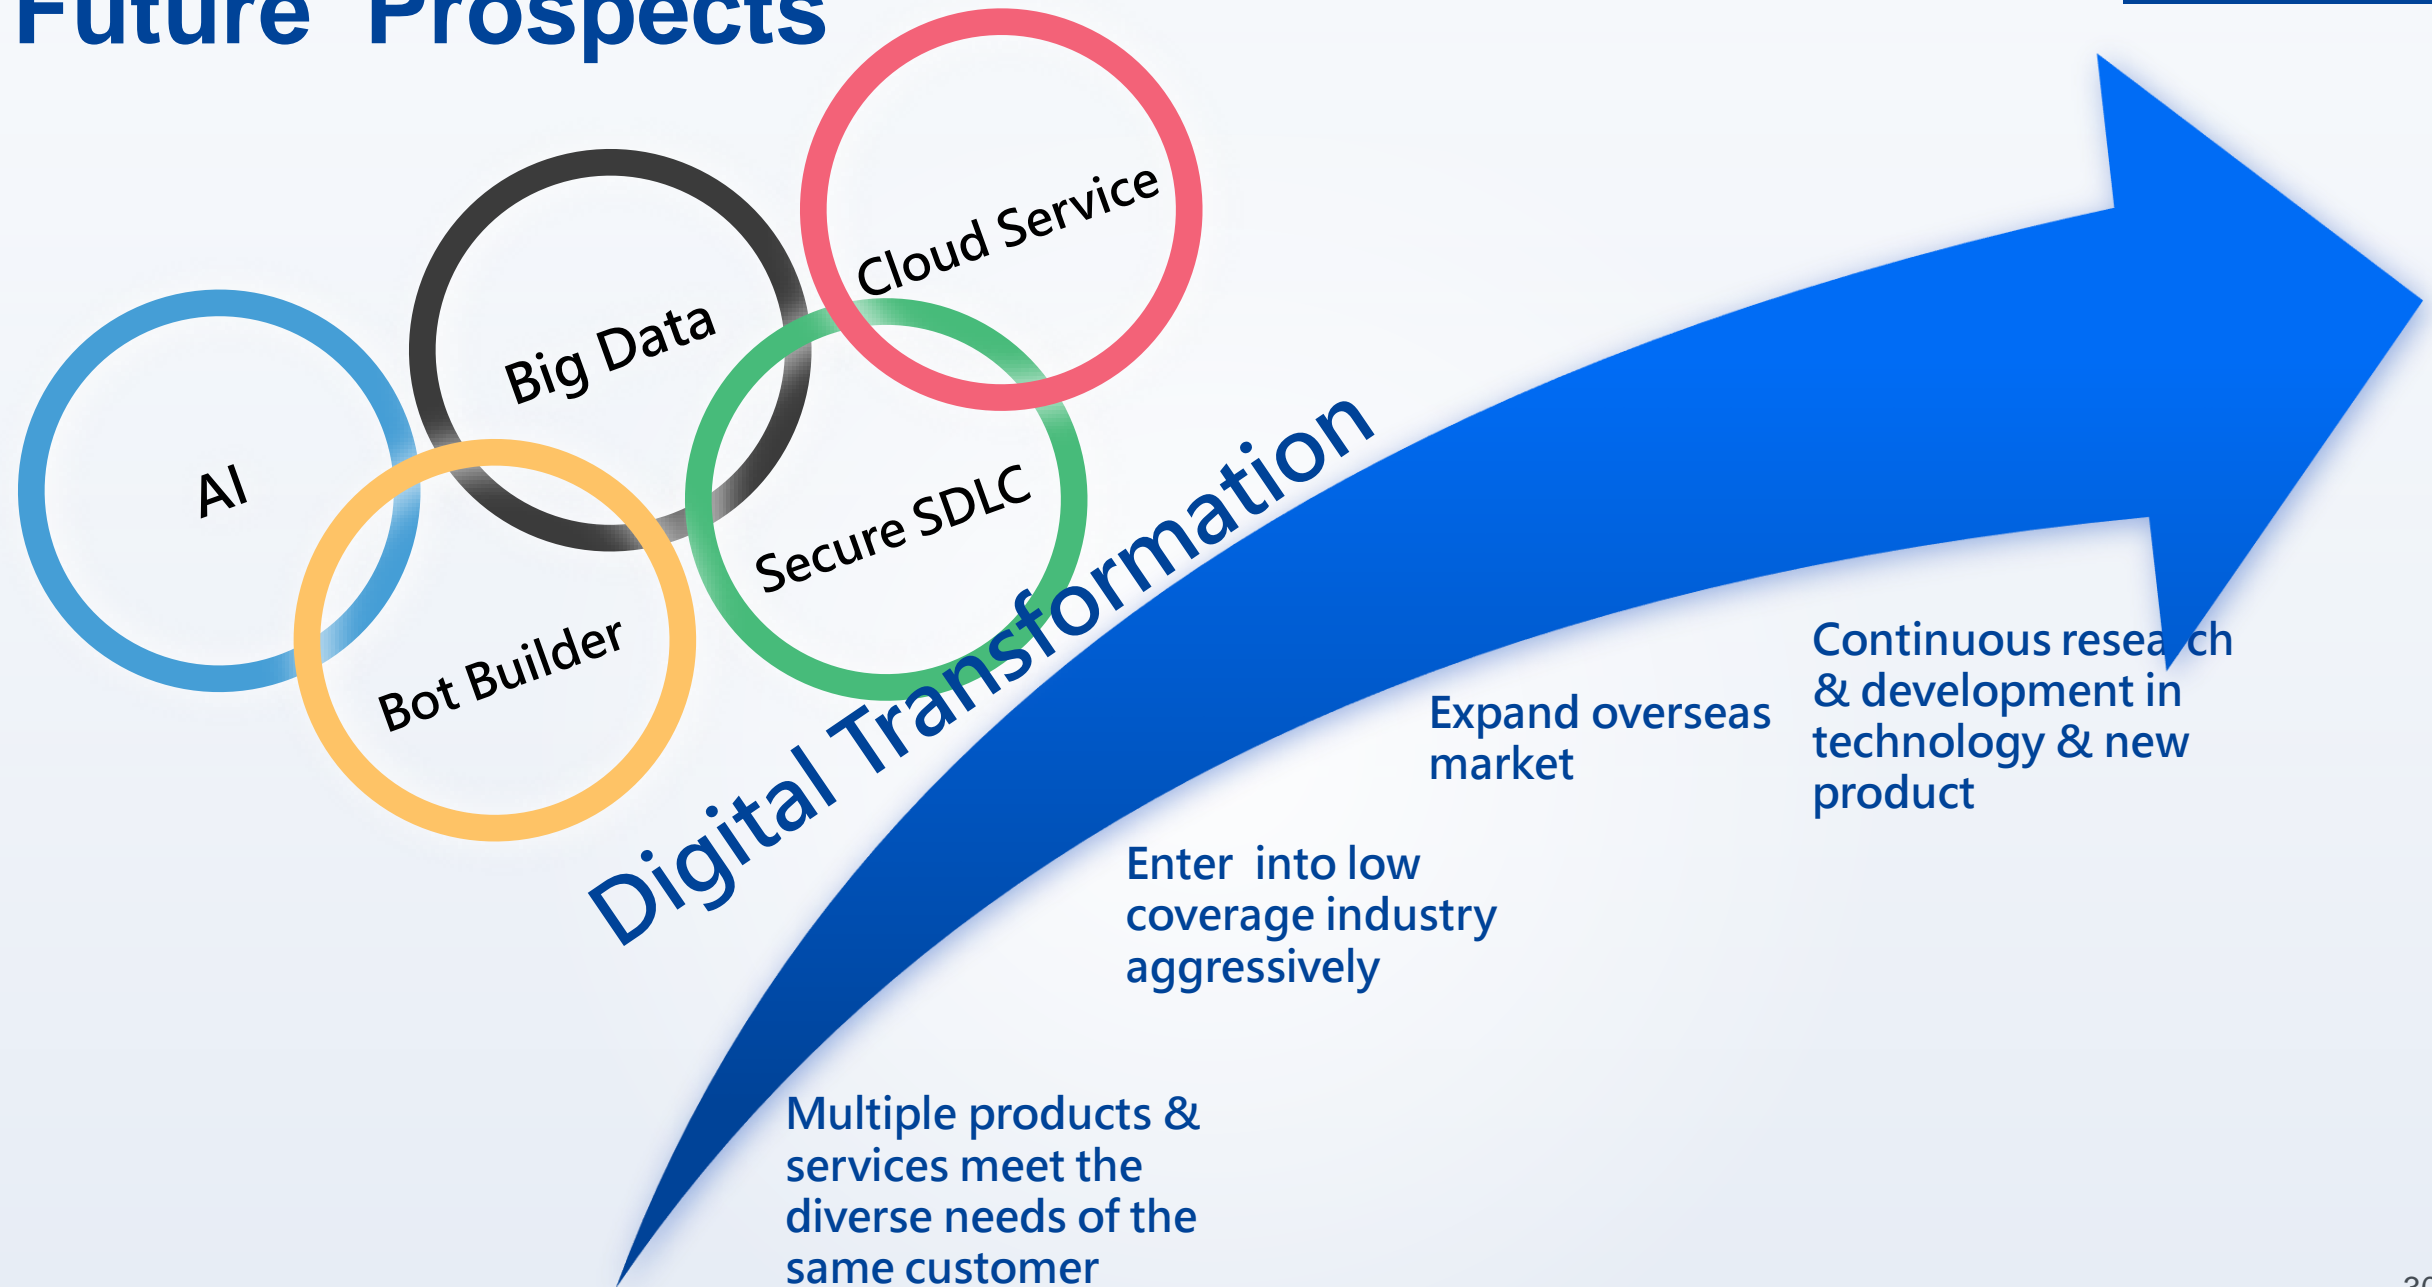 Future Prospects
Cloud Service
Big Data
AI
Secure SDLC
Bot Builder
Digital Transformation
Continuous research
& development in
technology & new
product
Expand overseas
market
Enter into low
coverage industry
aggressively
Multiple products &
services meet the
diverse needs of the
same customer